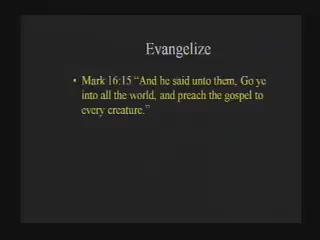 Evangelize
• Mark 16:15 “And he said unto them, Go ye
into all the world, and preach the gospel to
every creature.”